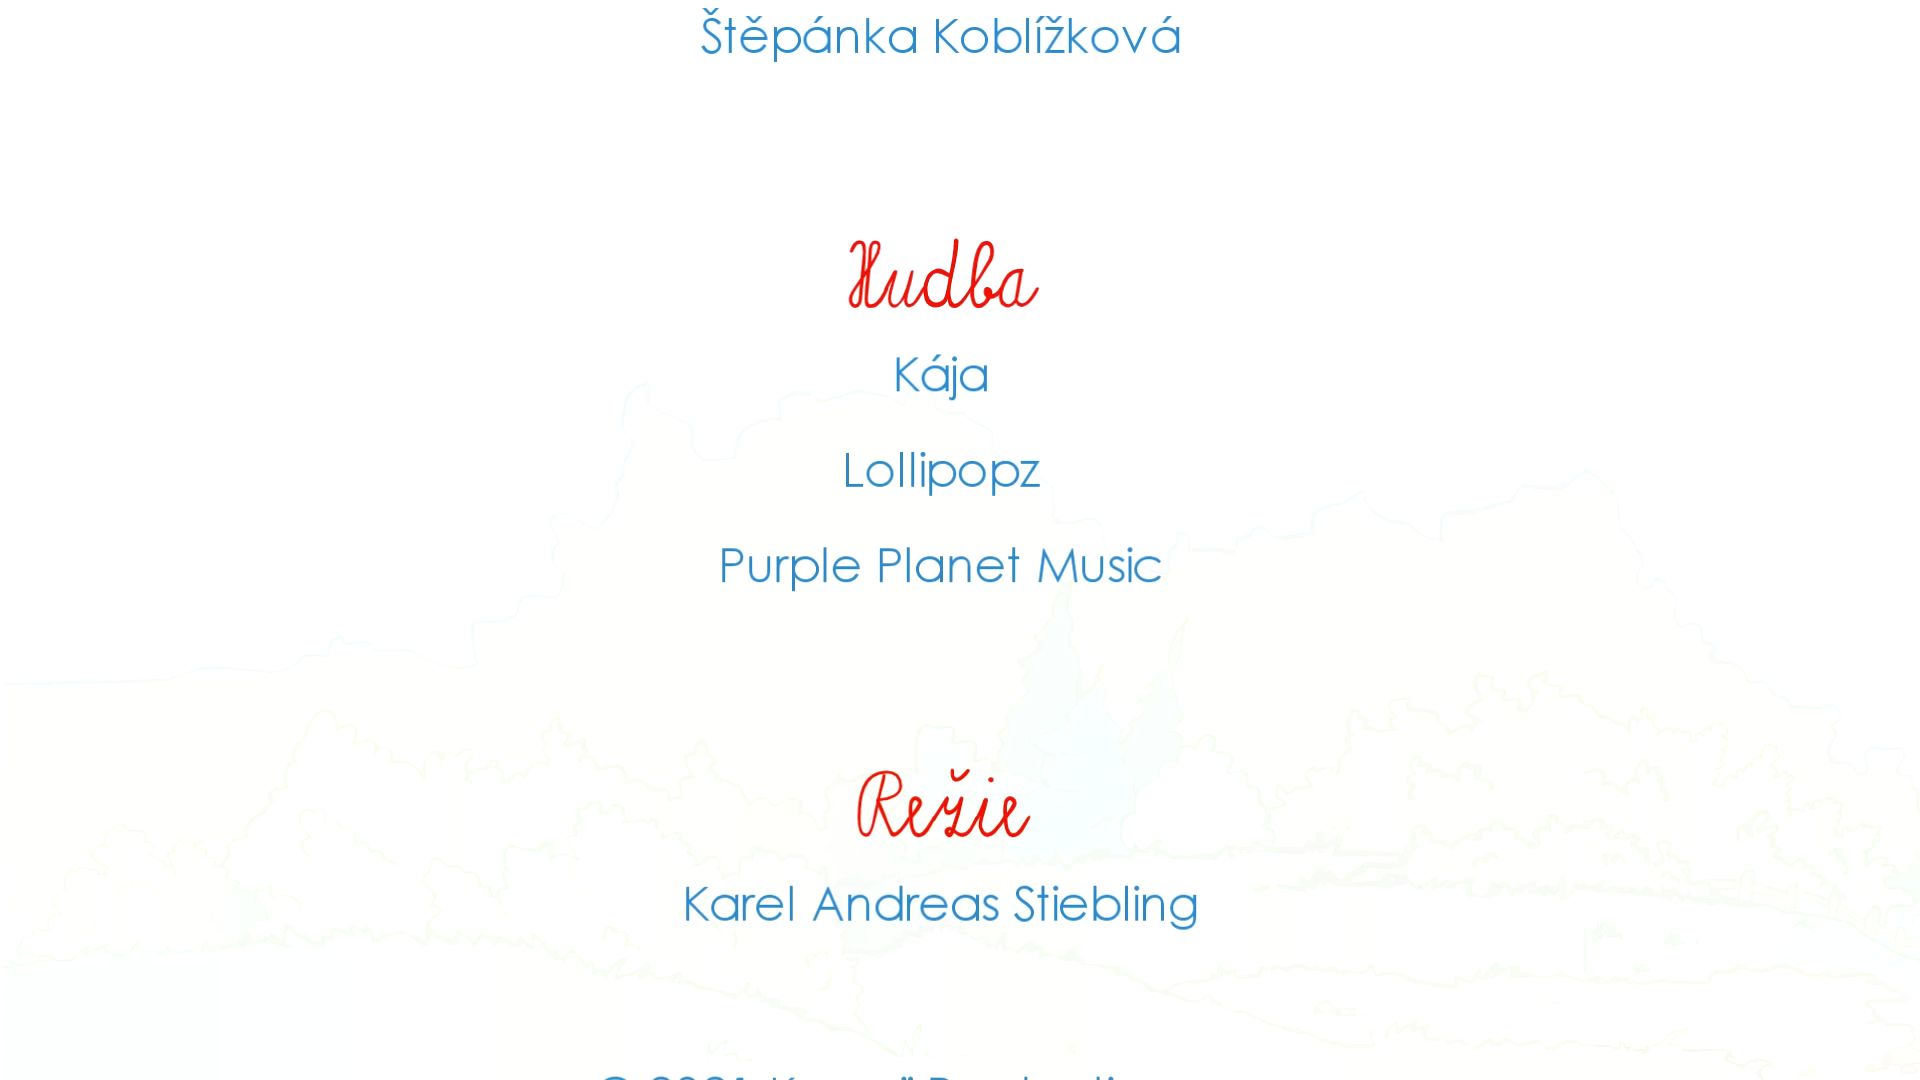 Štěpánka Koblížková
Hudba
Kája
Lollipopz
Purple Planet Music
Režie
Karel Andreas Stiebling